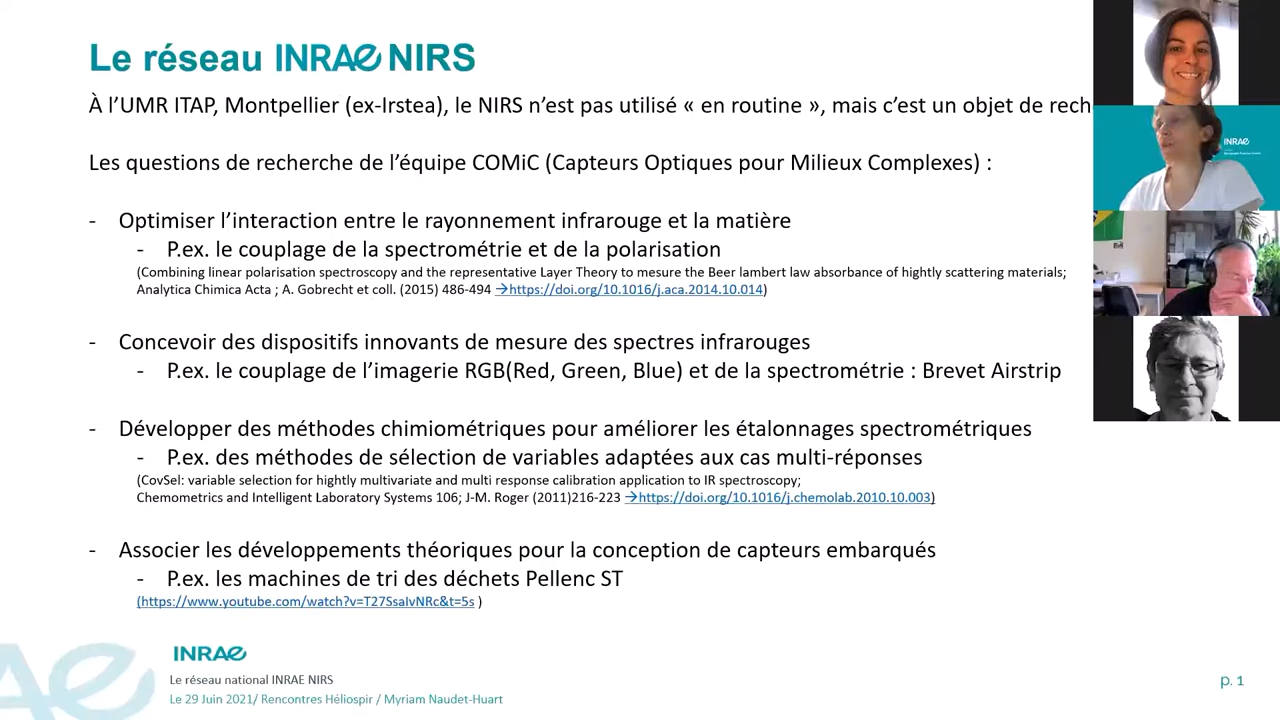 Le réseau INRAE NIRS
À l’UMR ITAP, Montpellier (ex-Irstea), le NIRS n’est pas utilisé « en routine », mais c’est un objet de rech
Les questions de recherche de l’équipe COMiC (Capteurs Optiques pour Milieux Complexes) :
- Optimiser l’interaction entre le rayonnement infrarouge et la matière
- P.ex. le couplage de la spectrométrie et de la polarisation
(Combining linear polarisation spectroscopy and the representative Layer Theory to mesure the Beer lambert law absorbance of hightly scattering materials;
Analytica Chimica Acta ; A. Gobrecht et coll. (2015) 486-494 →https://doi.org/10.1016/j.aca.2014.10.014)
- Concevoir des dispositifs innovants de mesure des spectres infrarouges
- P.ex. le couplage de l’imagerie RGB(Red, Green, Blue) et de la spectrométrie : Brevet Airstrip
- Développer des méthodes chimiométriques pour améliorer les étalonnages spectrométriques
- P.ex. des méthodes de sélection de variables adaptées aux cas multi-réponses
(CovSel: variable selection for hightly multivariate and multi response calibration application to IR spectroscopy;
Chemometrics and Intelligent Laboratory Systems 106; J-M. Roger (2011)216-223 →https://doi.org/10.1016/j.chemolab.2010.10.003)
- Associer les développements théoriques pour la conception de capteurs embarqués
- P.ex. les machines de tri des déchets Pellenc ST
(https://www.youtube.com/watch?v=T27SsaIvNRc&t=5s )
INRAE
INRAE
Le réseau national INRAE NIRS
Le 29 Juin 2021/ Rencontres Héliospir / Myriam Naudet-Huart
p. 1